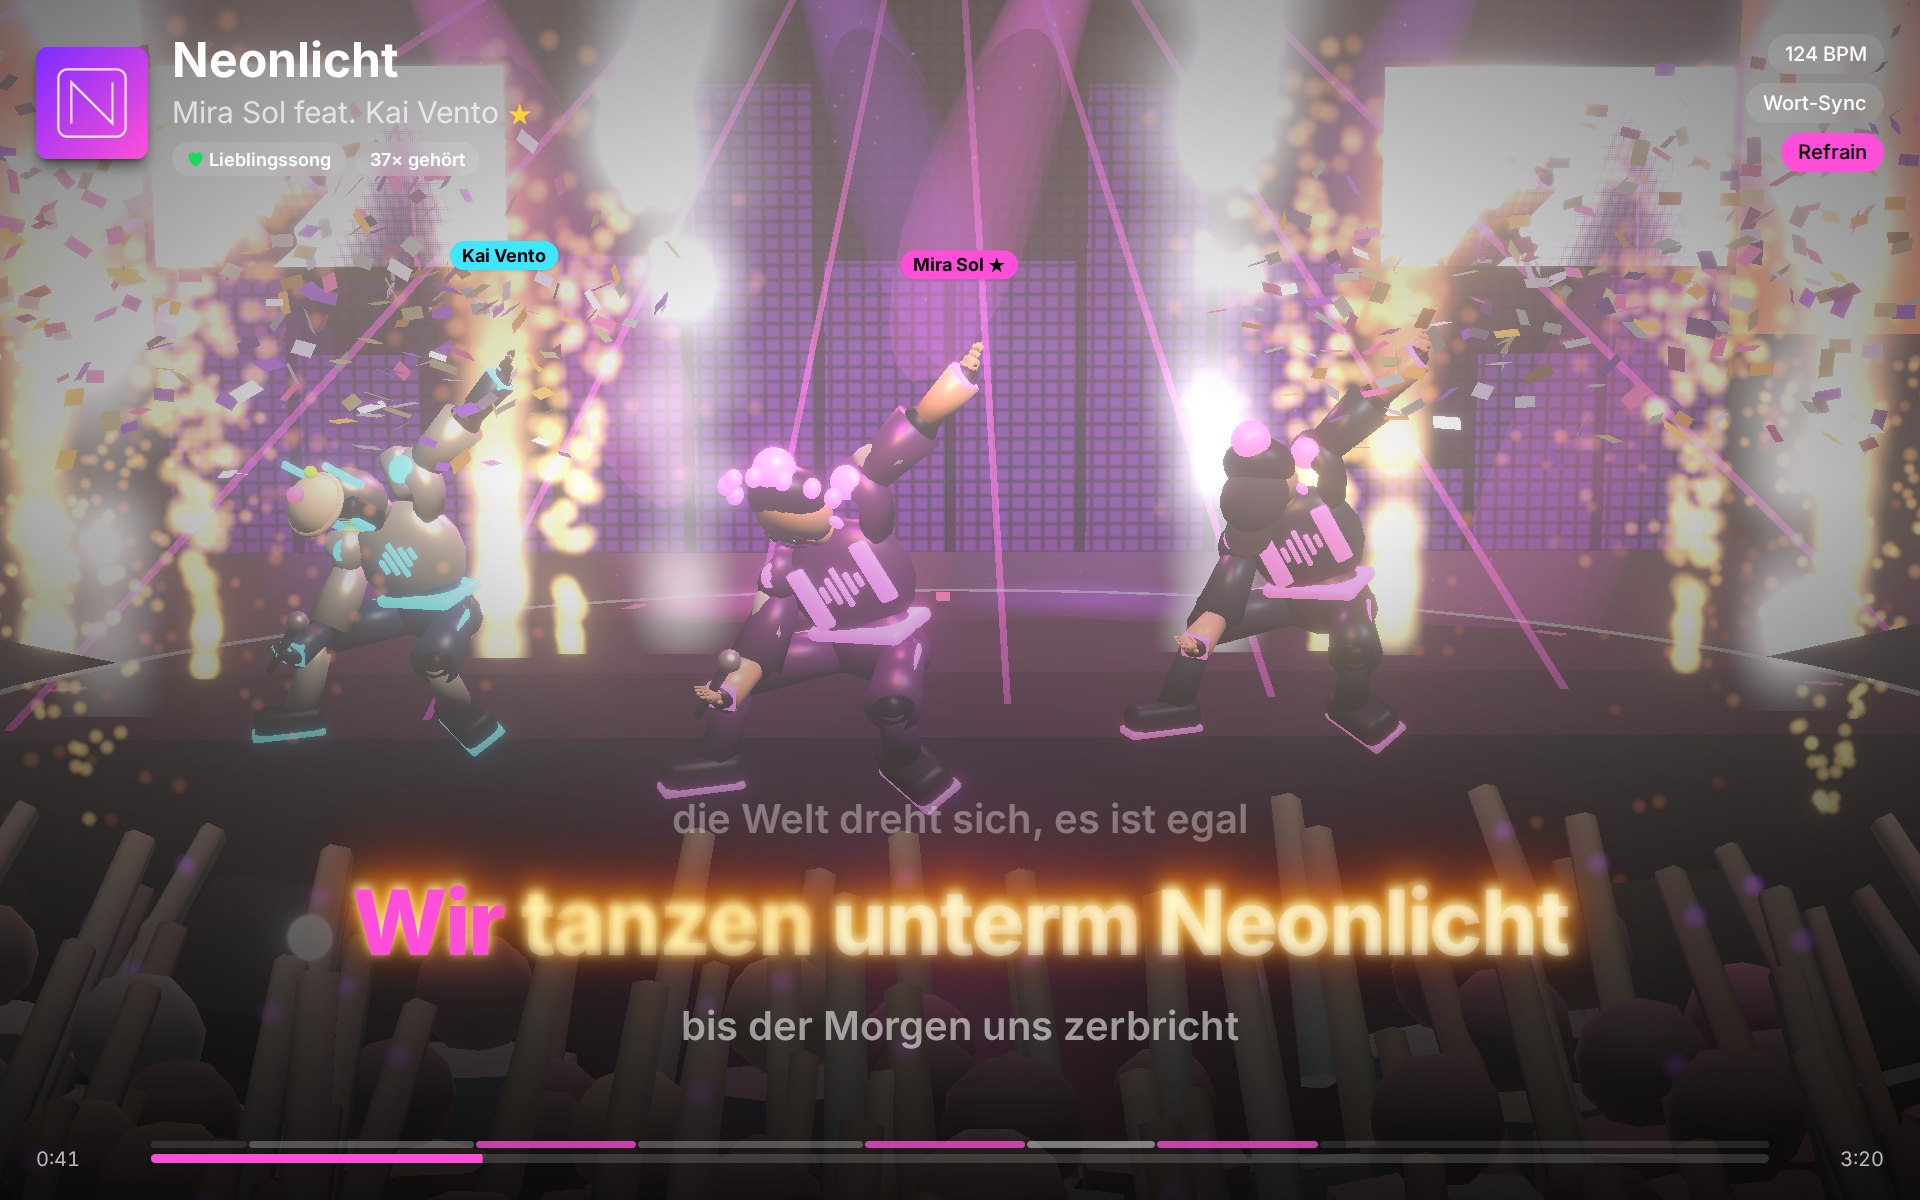 N
Neonlicht
Mira Sol feat. Kai Vento ★
Lieblingssong
37× gehört
124 BPM
Wort-Sync
Refrain
Kai Vento
Mira Sol ★
die Welt dreht sich, es ist egal
Wir tanzen unterm Neonlicht
bis der Morgen uns zerbricht
0:41
3:20